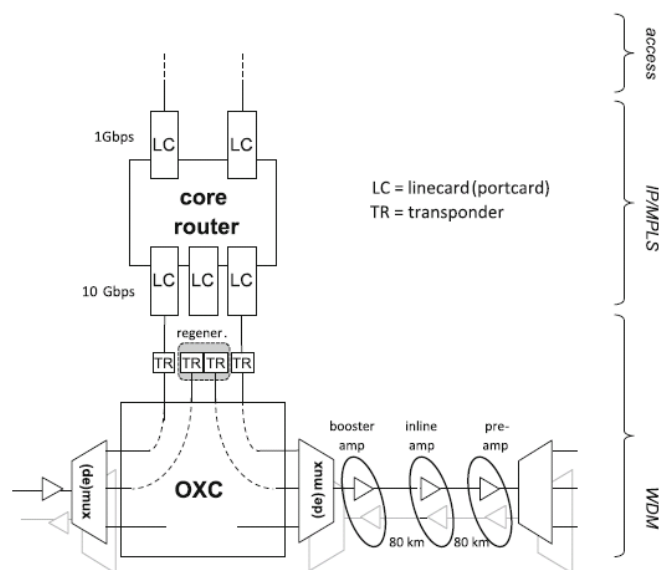 access
1Gbps
LC
LC
core
router
LC = linecard (portcard)
TR = transponder
IP/MPLS
LC
LC
LC
10 Gbps
regener.
TR
TR
TR
TR
booster
amp
inline
amp
pre-
amp
(de)mux
OXC
(de)mux
80 km
80 km
WDM